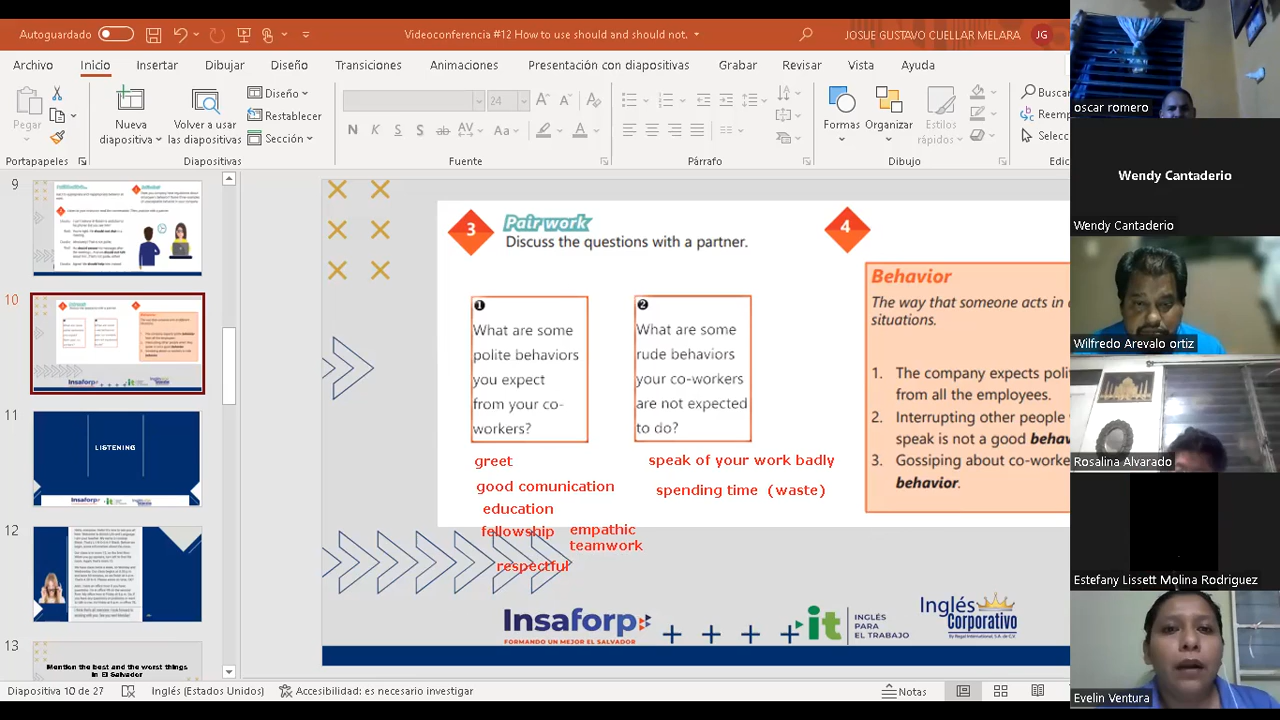 Autoguardado
Videoconferencia #12 How to use should and should not.
JOSUE GUSTAVO CUELLAR MELARA
JG
Archivo
Inicio
Insertar
Dibujar
Diseño
Transiciones
Animaciones
Presentación con diapositivas
Grabar
Revisar
Vista
Ayuda
Pegar
Nueva
diapositiva
Volver a usar
las diapositivas
Diseño
Restablecer
Sección
24
Formas
Organizar
Estilos
rápidos
Buscar
Reemp
Selecc
Portapapeles
Diapositivas
Fuente
Párrafo
Dibujo
Edic
9
10
11
LISTENING
12
13
Mention the best and the worst things
in El Salvador
3
Pairwork
Discuss the questions with a partner.
1
What are some
polite behaviors
you expect
from your co-
workers?
2
What are some
rude behaviors
your co-workers
are not expected
to do?
greet
good comunication
education
fellowship
empathic
teamwork
respectful
speak of your work badly
spending time (waste)
4
Behavior
The way that someone acts in
situations.
1. The company expects poli
from all the employees.
2. Interrupting other people
speak is not a good behav
3. Gossiping about co-worke
behavior.
Insaforp
FORMANDO UN MEJOR EL SALVADOR
it
INGLÉS
PARA
EL TRABAJO
Inglés
Corporativo
By Regal International, S.A. de C.V.
Diapositiva 10 de 27
Inglés (Estados Unidos)
Accesibilidad: es necesario investigar
Notas
oscar romero
Wendy Cantaderio
Wendy Cantaderio
Wilfredo Arevalo ortiz
Rosalina Alvarado
Estefany Lissett Molina Rodriguez
Evelin Ventura